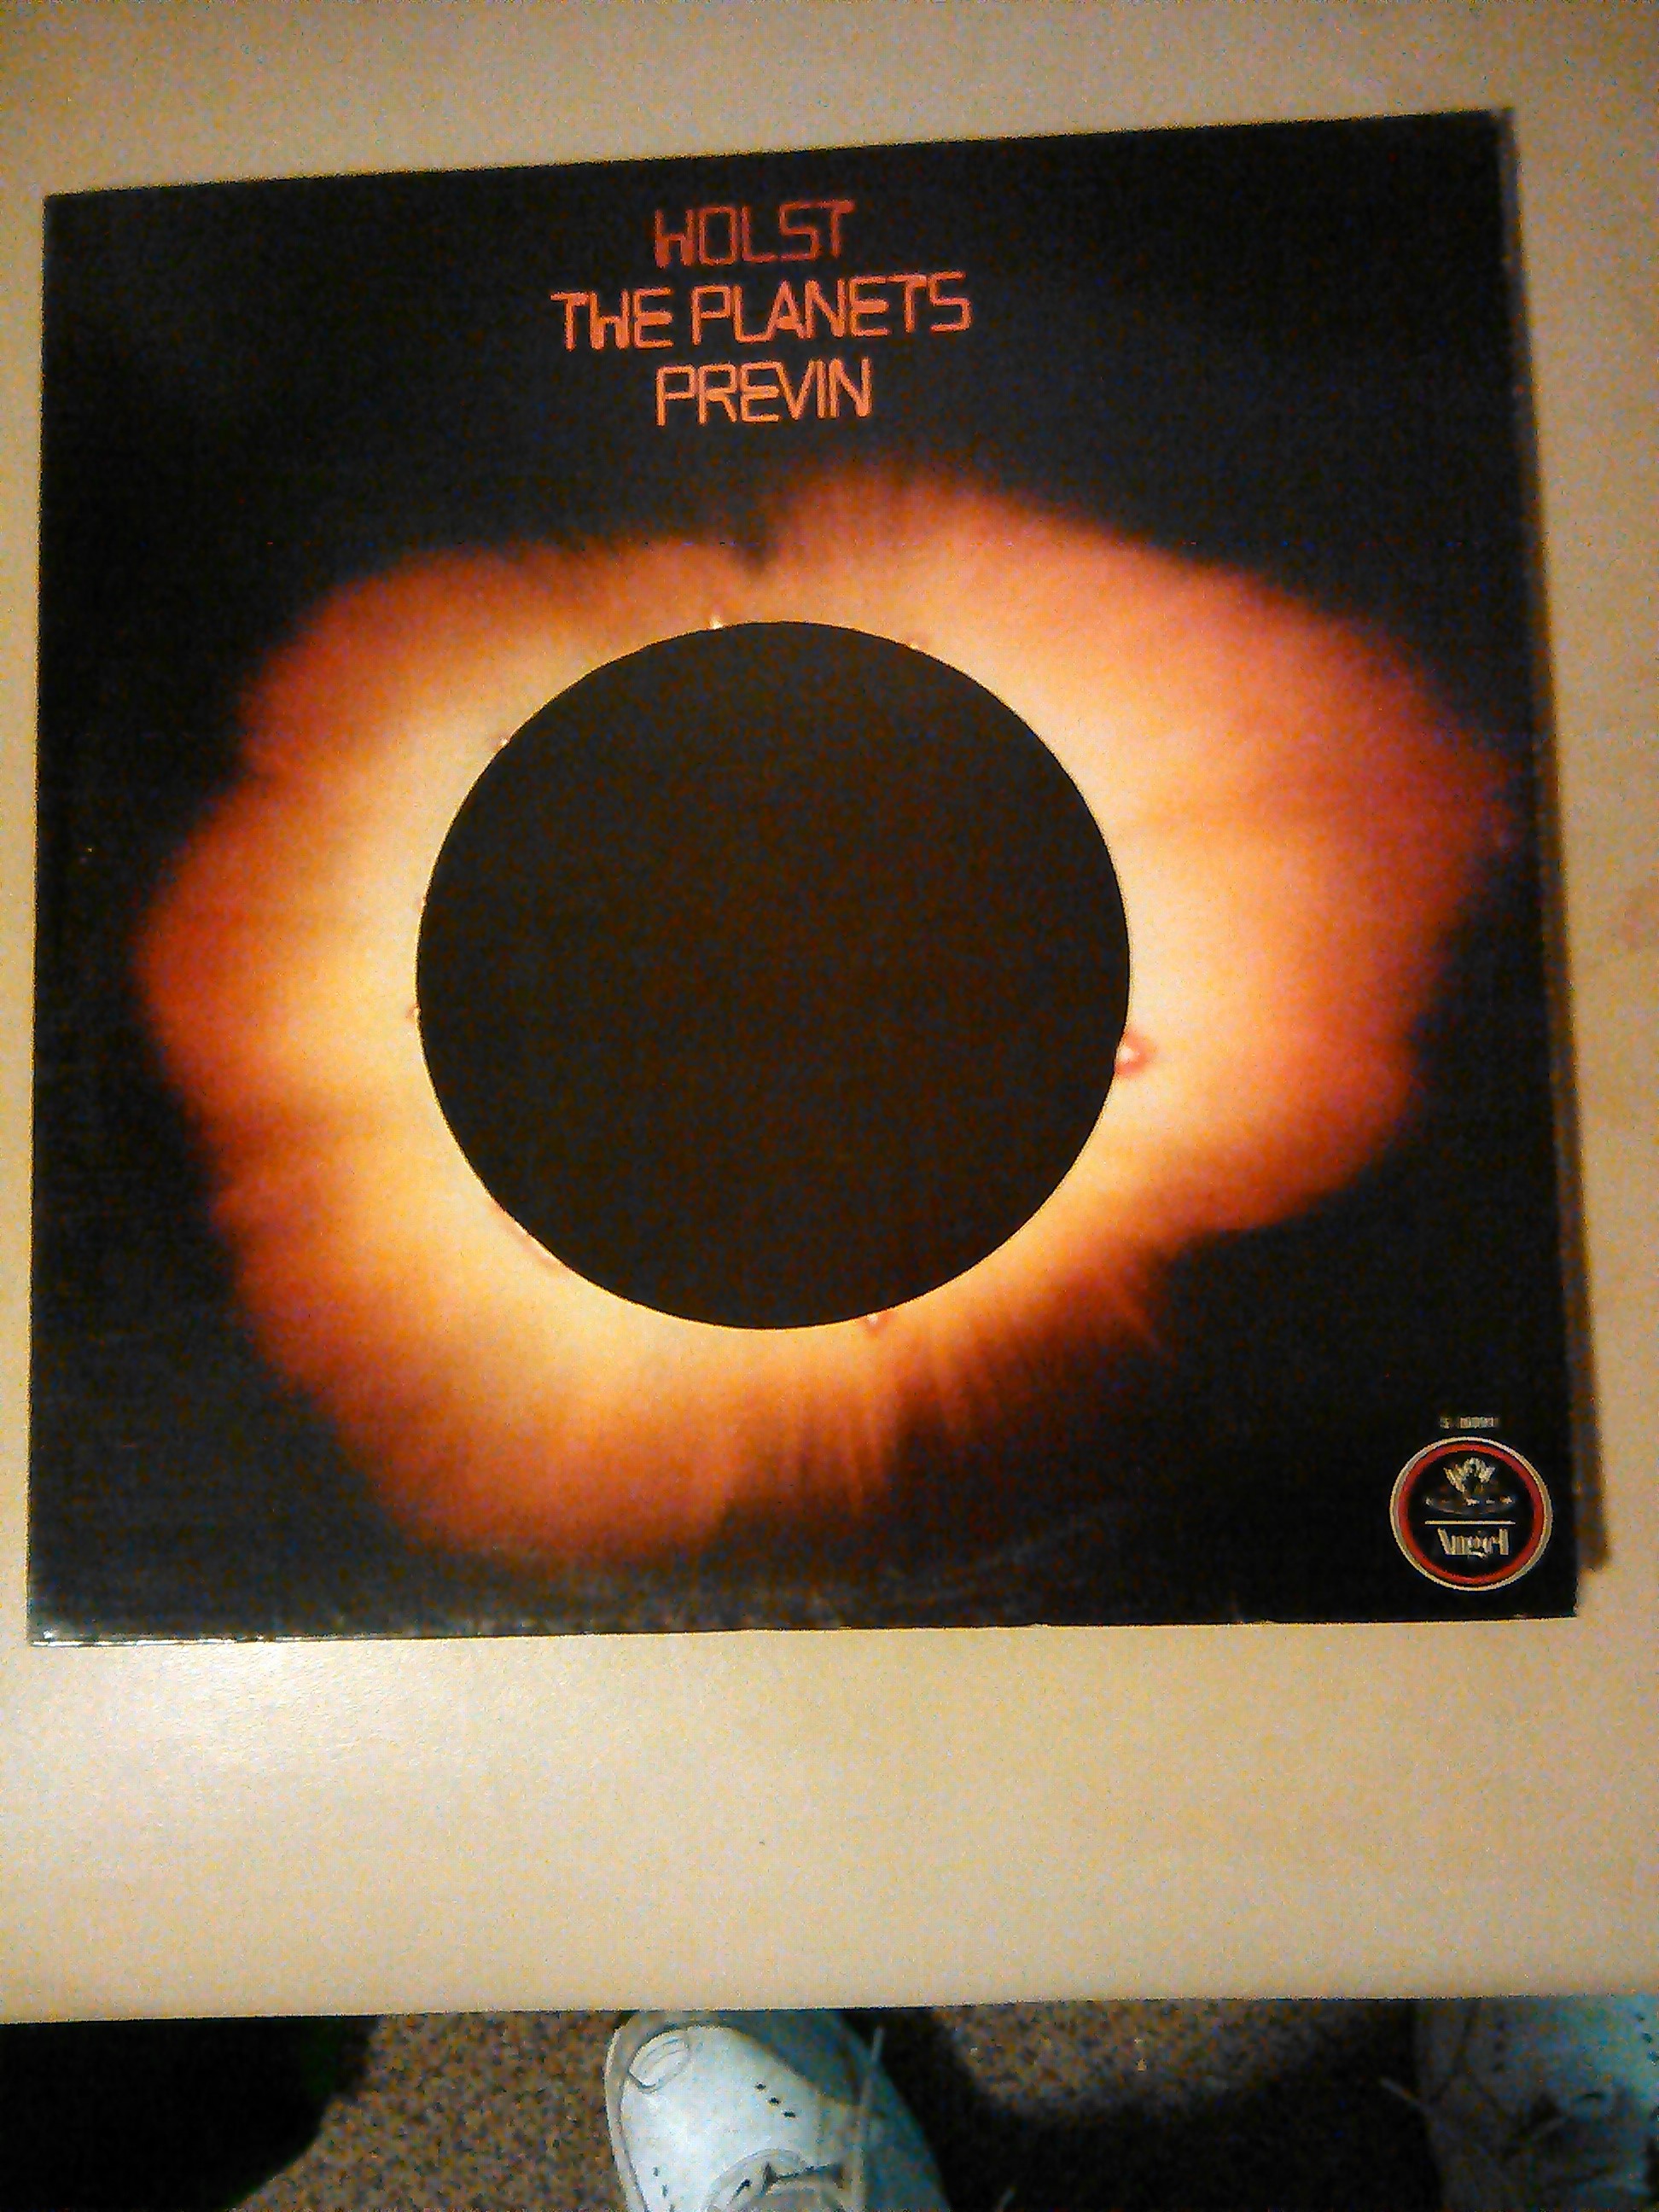 HOLST
THE PLANETS
PREVIN
Angel